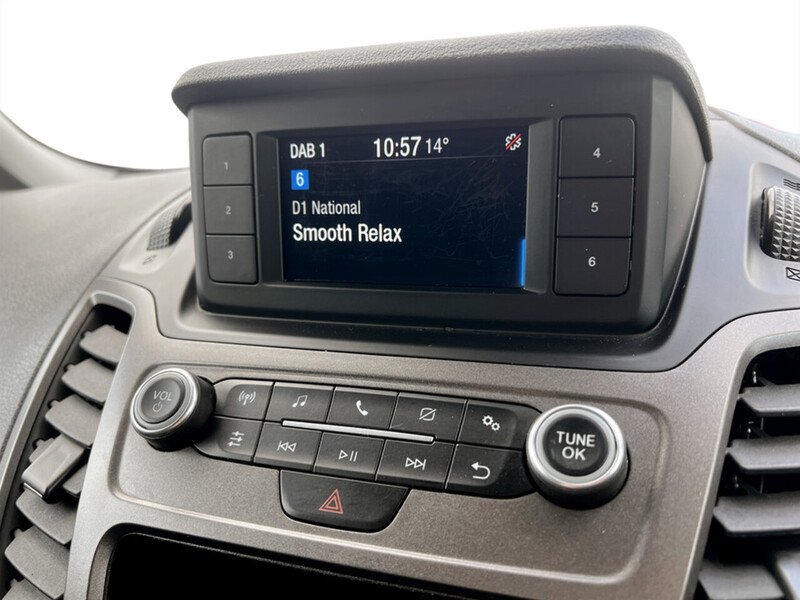 DAB 1 10:57 14°
6
D1 National
Smooth Relax
1
2
3
4
5
6
VOL
TUNE
OK